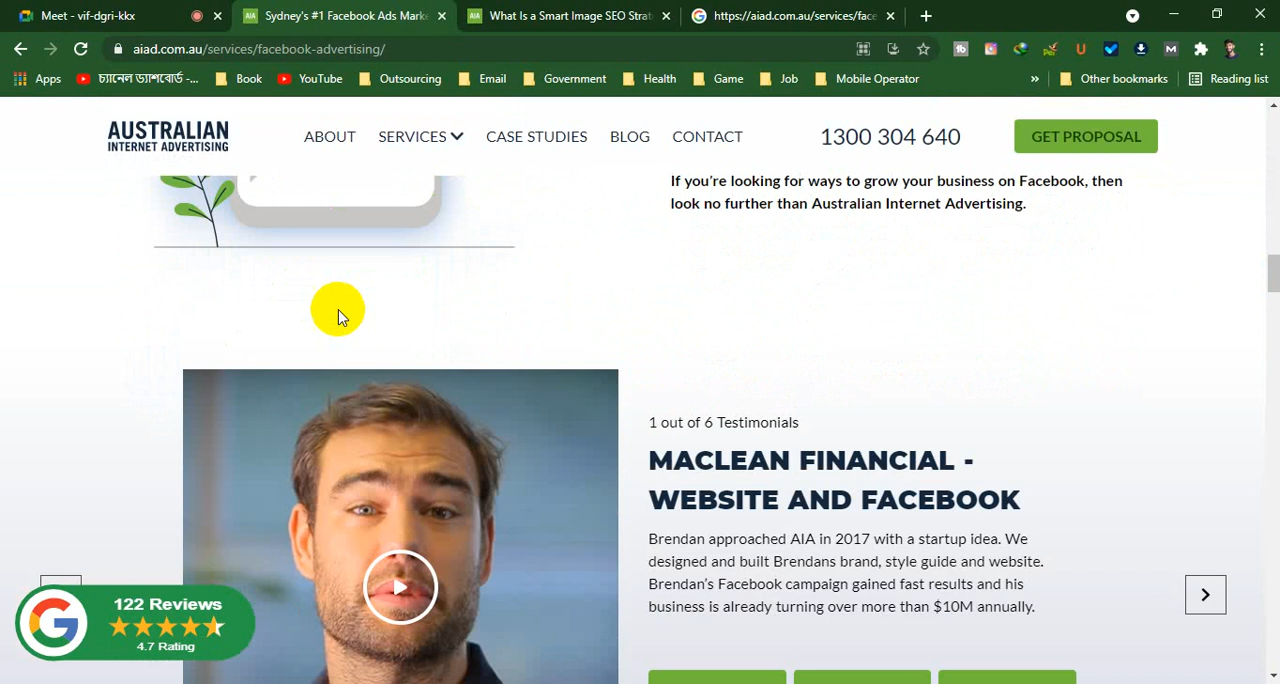 Meet - vif-dgri-kkx
Sydney's #1 Facebook Ads Marke
What Is a Smart Image SEO Strat
https://aiad.com.au/services/face
aiad.com.au/services/facebook-advertising/
Apps
চ্যানেল ড্যাশবোর্ড -...
Book
YouTube
Outsourcing
Email
Government
Health
Game
Job
Mobile Operator
»
Other bookmarks
Reading list
AUSTRALIAN
INTERNET ADVERTISING
ABOUT
SERVICES
CASE STUDIES
BLOG
CONTACT
1300 304 640
GET PROPOSAL
If you're looking for ways to grow your business on Facebook, then
look no further than Australian Internet Advertising.
1 out of 6 Testimonials
MACLEAN FINANCIAL -
WEBSITE AND FACEBOOK
Brendan approached AIA in 2017 with a startup idea. We
designed and built Brendans brand, style guide and website.
Brendan's Facebook campaign gained fast results and his
business is already turning over more than $10M annually.
122 Reviews
4.7 Rating